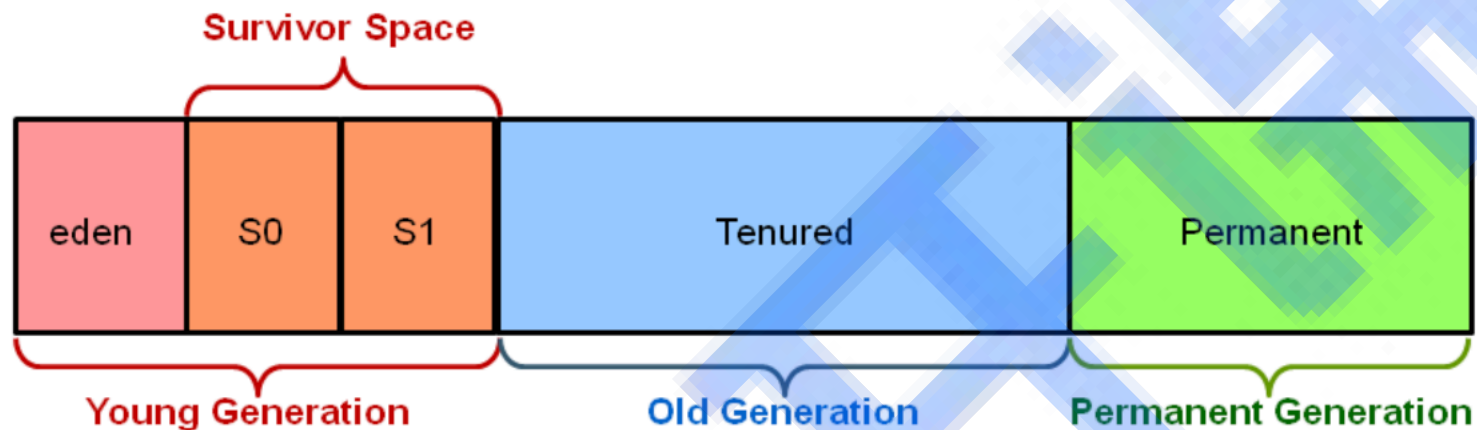 Survivor Space
eden S0 S1 Tenured Permanent
Young Generation Old Generation Permanent Generation